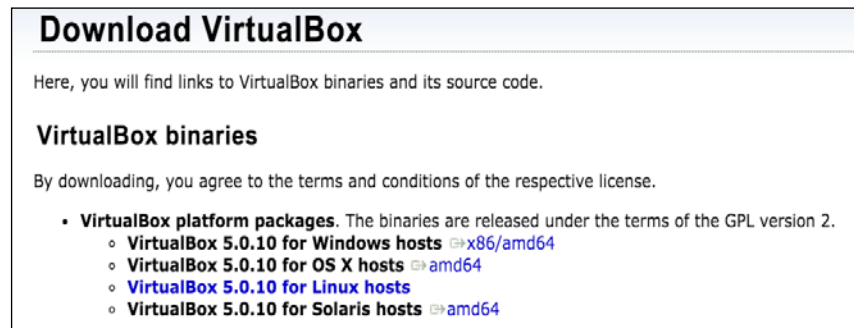 Download VirtualBox
Here, you will find links to VirtualBox binaries and its source code.
VirtualBox binaries
By downloading, you agree to the terms and conditions of the respective license.
• VirtualBox platform packages. The binaries are released under the terms of the GPL version 2.
◦ VirtualBox 5.0.10 for Windows hosts x86/amd64
◦ VirtualBox 5.0.10 for OS X hosts amd64
◦ VirtualBox 5.0.10 for Linux hosts
◦ VirtualBox 5.0.10 for Solaris hosts amd64